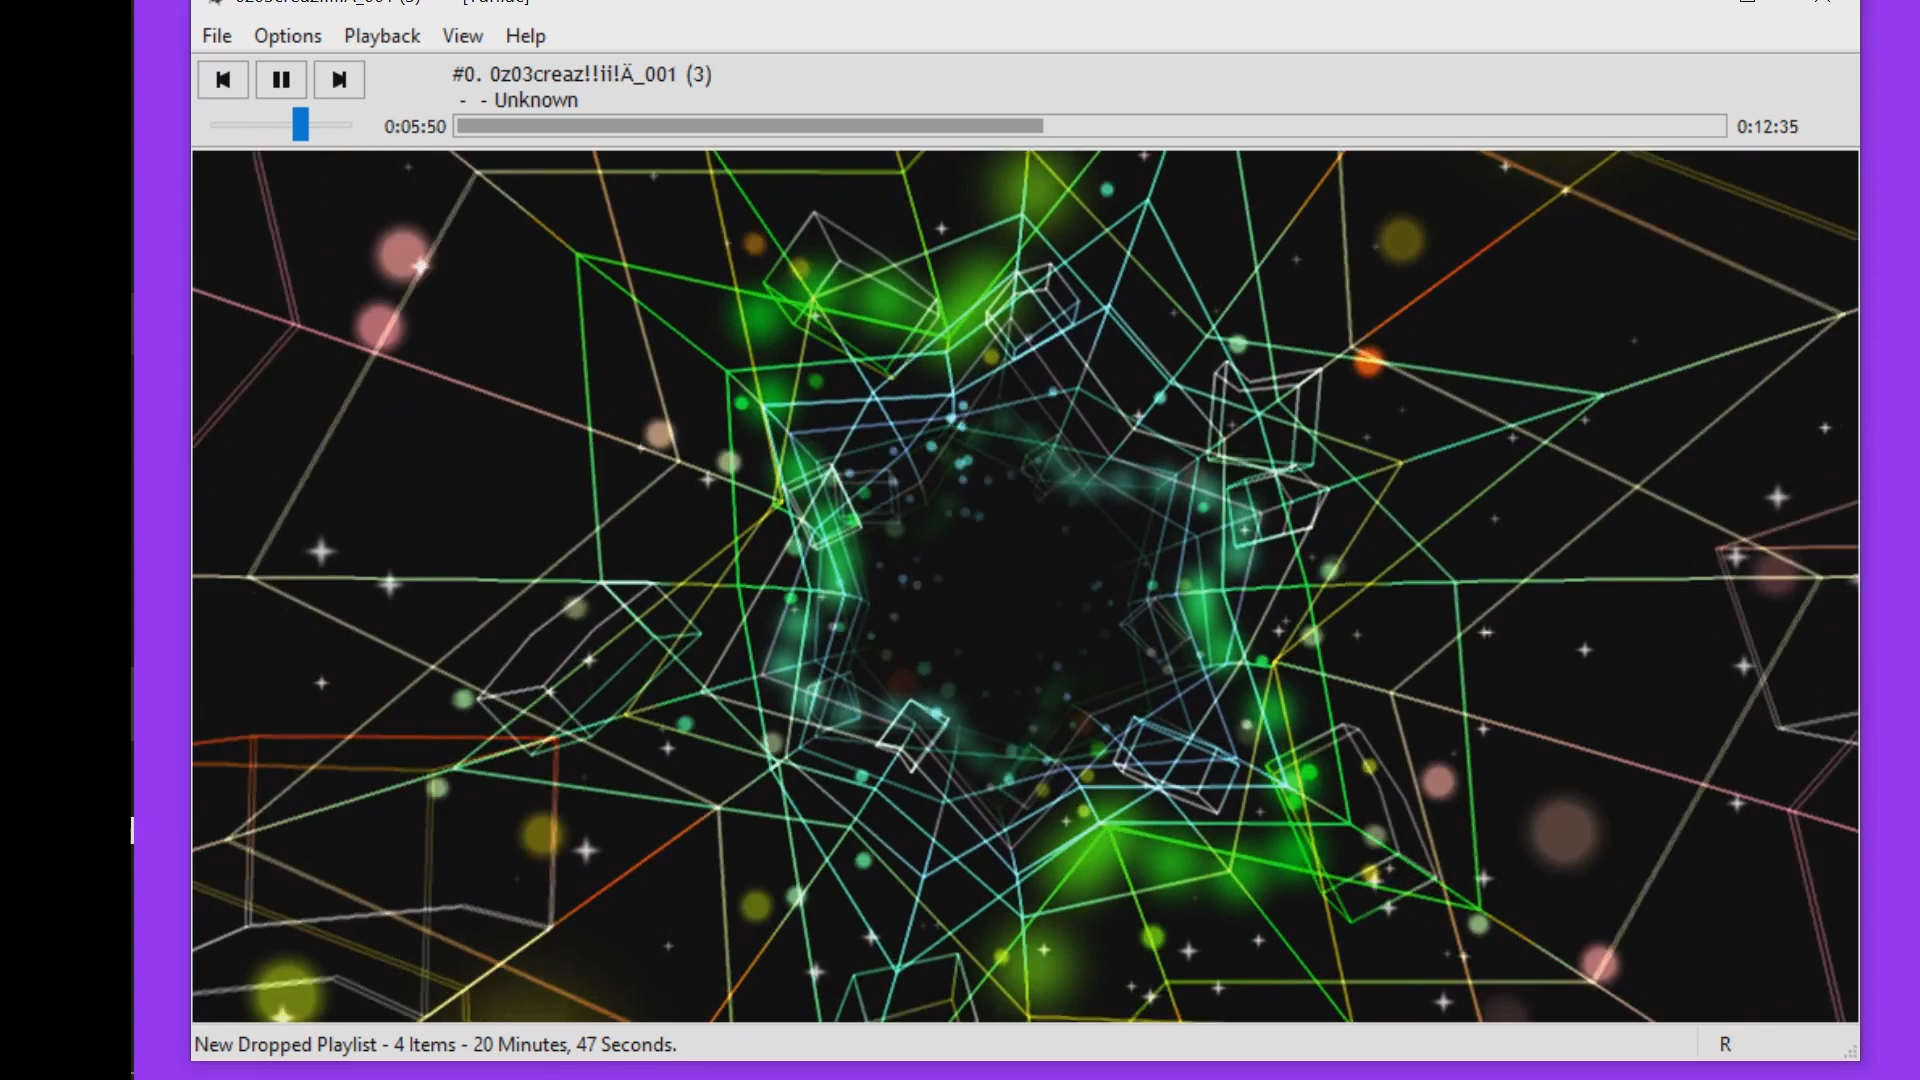 File Options Playback View Help
#0. 0z03creaz!!ii!Ä_001 (3)
- - Unknown
0:05:50
0:12:35
New Dropped Playlist - 4 Items - 20 Minutes, 47 Seconds.
R